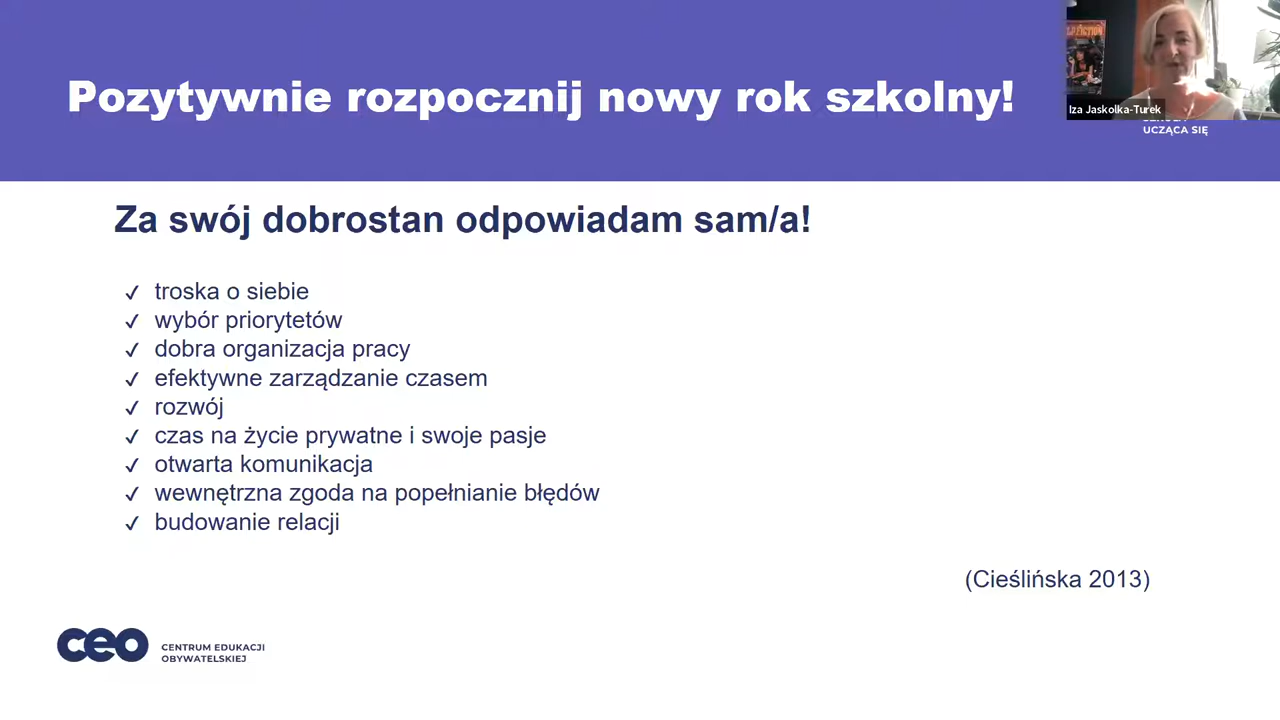 Pozytywnie rozpocznij nowy rok szkolny!
Iza Jaskolka-Turek
UCZĄCA SIĘ
Za swój dobrostan odpowiadam sam/a!
✓ troska o siebie
✓ wybór priorytetów
✓ dobra organizacja pracy
✓ efektywne zarządzanie czasem
✓ rozwój
✓ czas na życie prywatne i swoje pasje
✓ otwarta komunikacja
✓ wewnętrzna zgoda na popełnianie błędów
✓ budowanie relacji
(Cieślińska 2013)
ceo
CENTRUM EDUKACJI
OBYWATELSKIEJ